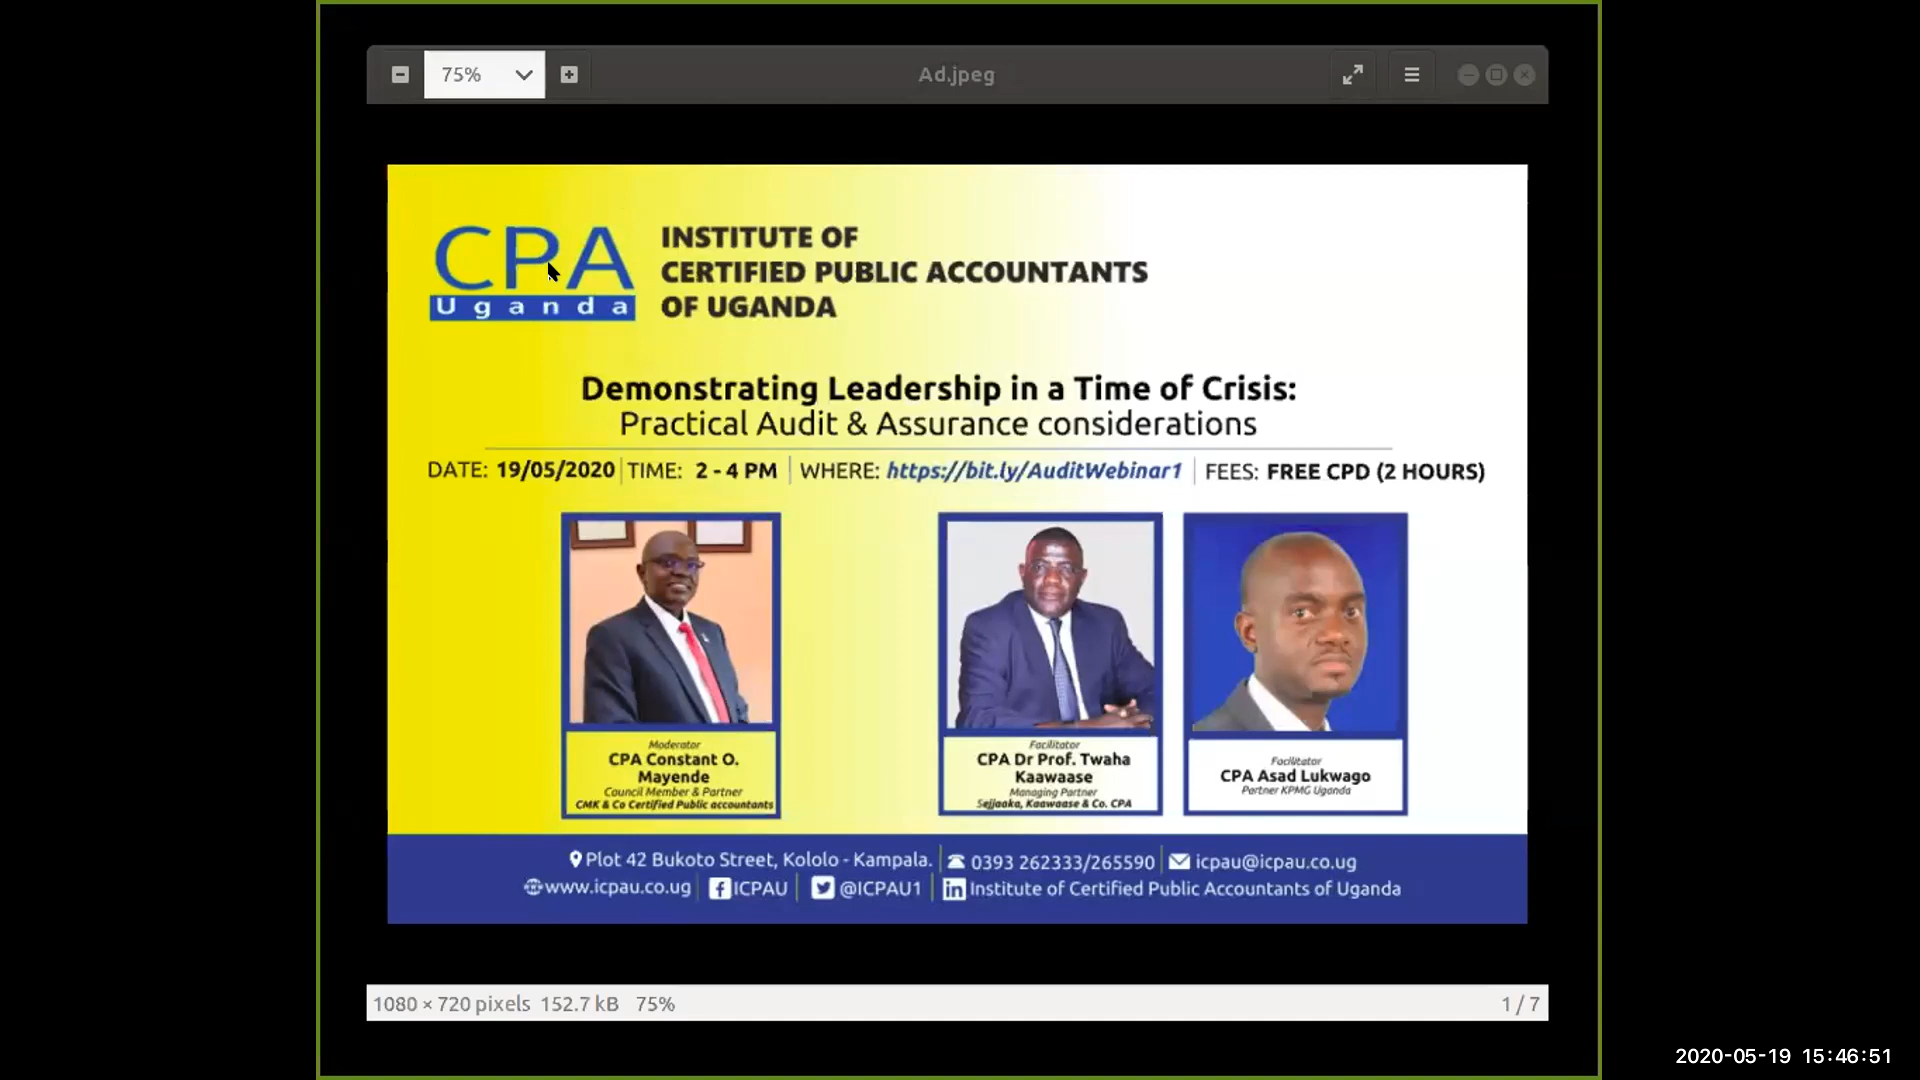 75%
Ad.jpeg
CPA
Uganda
INSTITUTE OF
CERTIFIED PUBLIC ACCOUNTANTS
OF UGANDA
Demonstrating Leadership in a Time of Crisis:
Practical Audit & Assurance considerations
DATE: 19/05/2020 TIME: 2 - 4 PM WHERE: https://bit.ly/AuditWebinar1 FEES: FREE CPD (2 HOURS)
Moderator
CPA Constant O.
Mayende
Council Member & Partner
CMK & Co Certified Public accountants
Facilitator
CPA Dr Prof. Twaha
Kaawaase
Managing Partner
Sejjaaka, Kaawaase & Co. CPA
Facilitator
CPA Asad Lukwago
Partner KPMG Uganda
Plot 42 Bukoto Street, Kololo - Kampala. 0393 262333/265590 icpau@icpau.co.ug
www.icpau.co.ug ICPAU @ICPAU1 Institute of Certified Public Accountants of Uganda
1080 × 720 pixels 152.7 kB 75% 1 / 7
2020-05-19 15:46:51